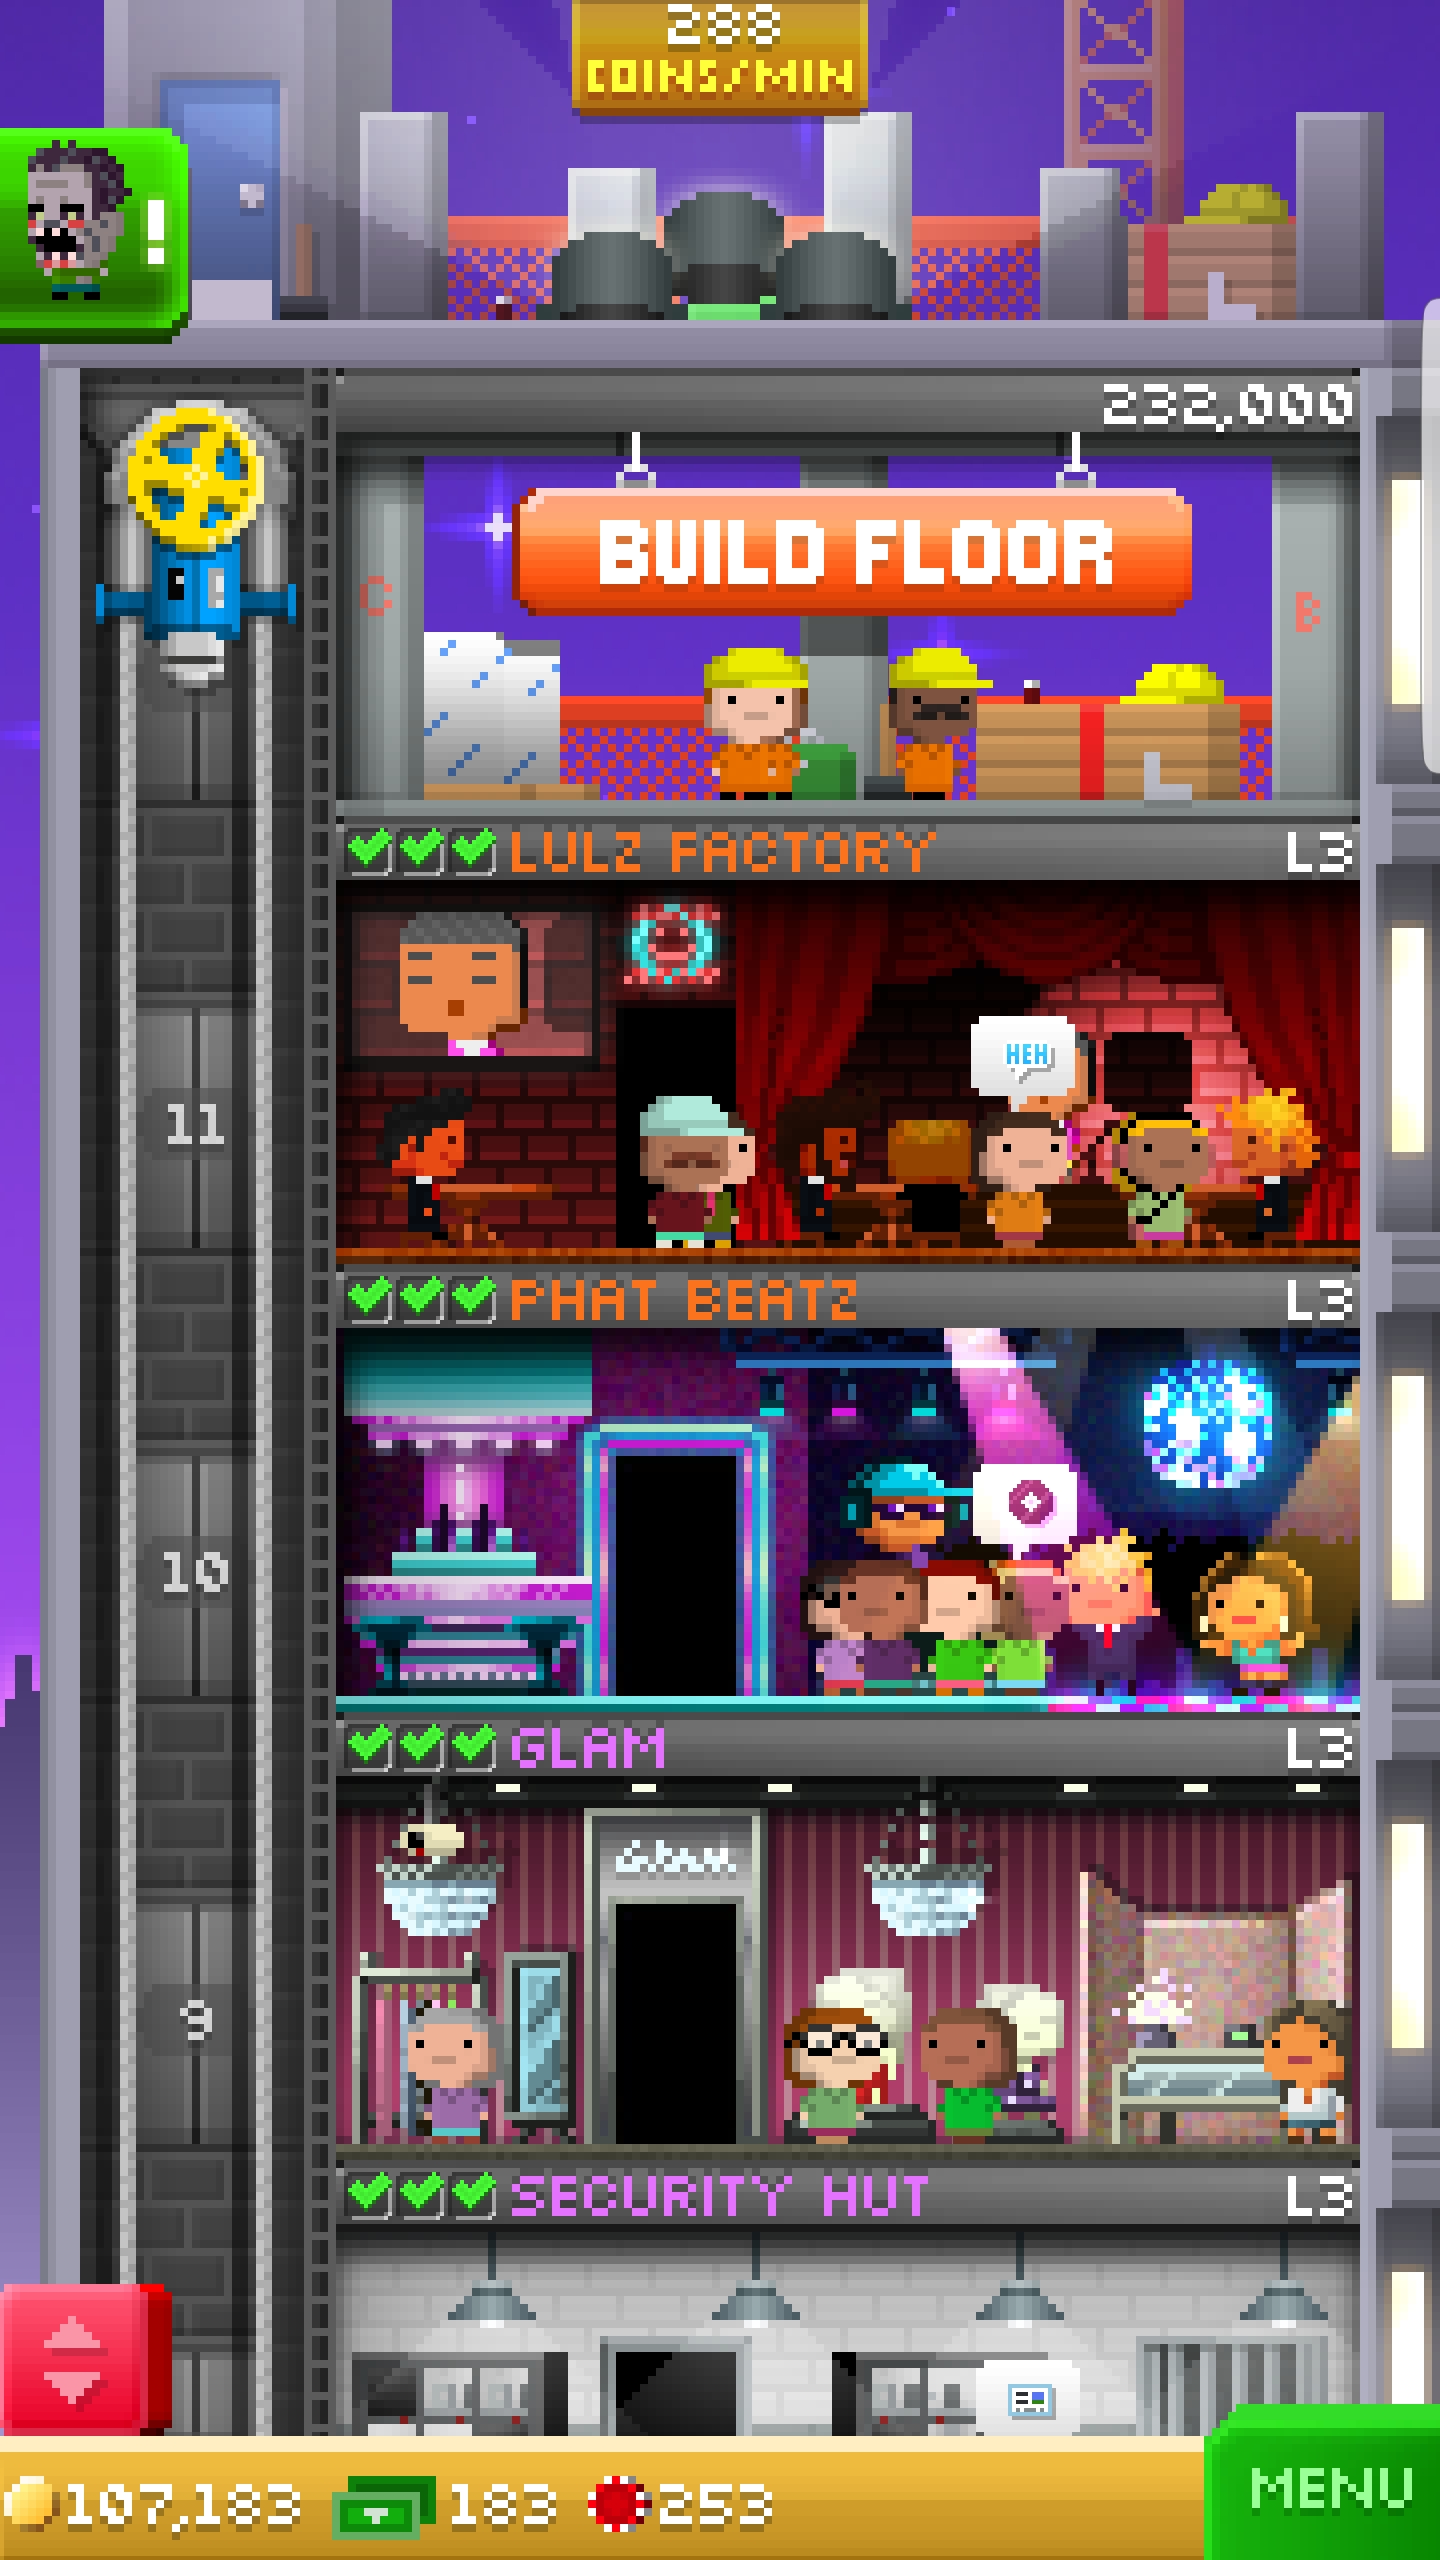 288
COINS/MIN
!
232,000
BUILD FLOOR
C
B
LULZ FACTORY L3
HEH
11
PHAT BEATZ L3
10
GLAM L3
Glam
9
SECURITY HUT L3
107,183 183 253
MENU